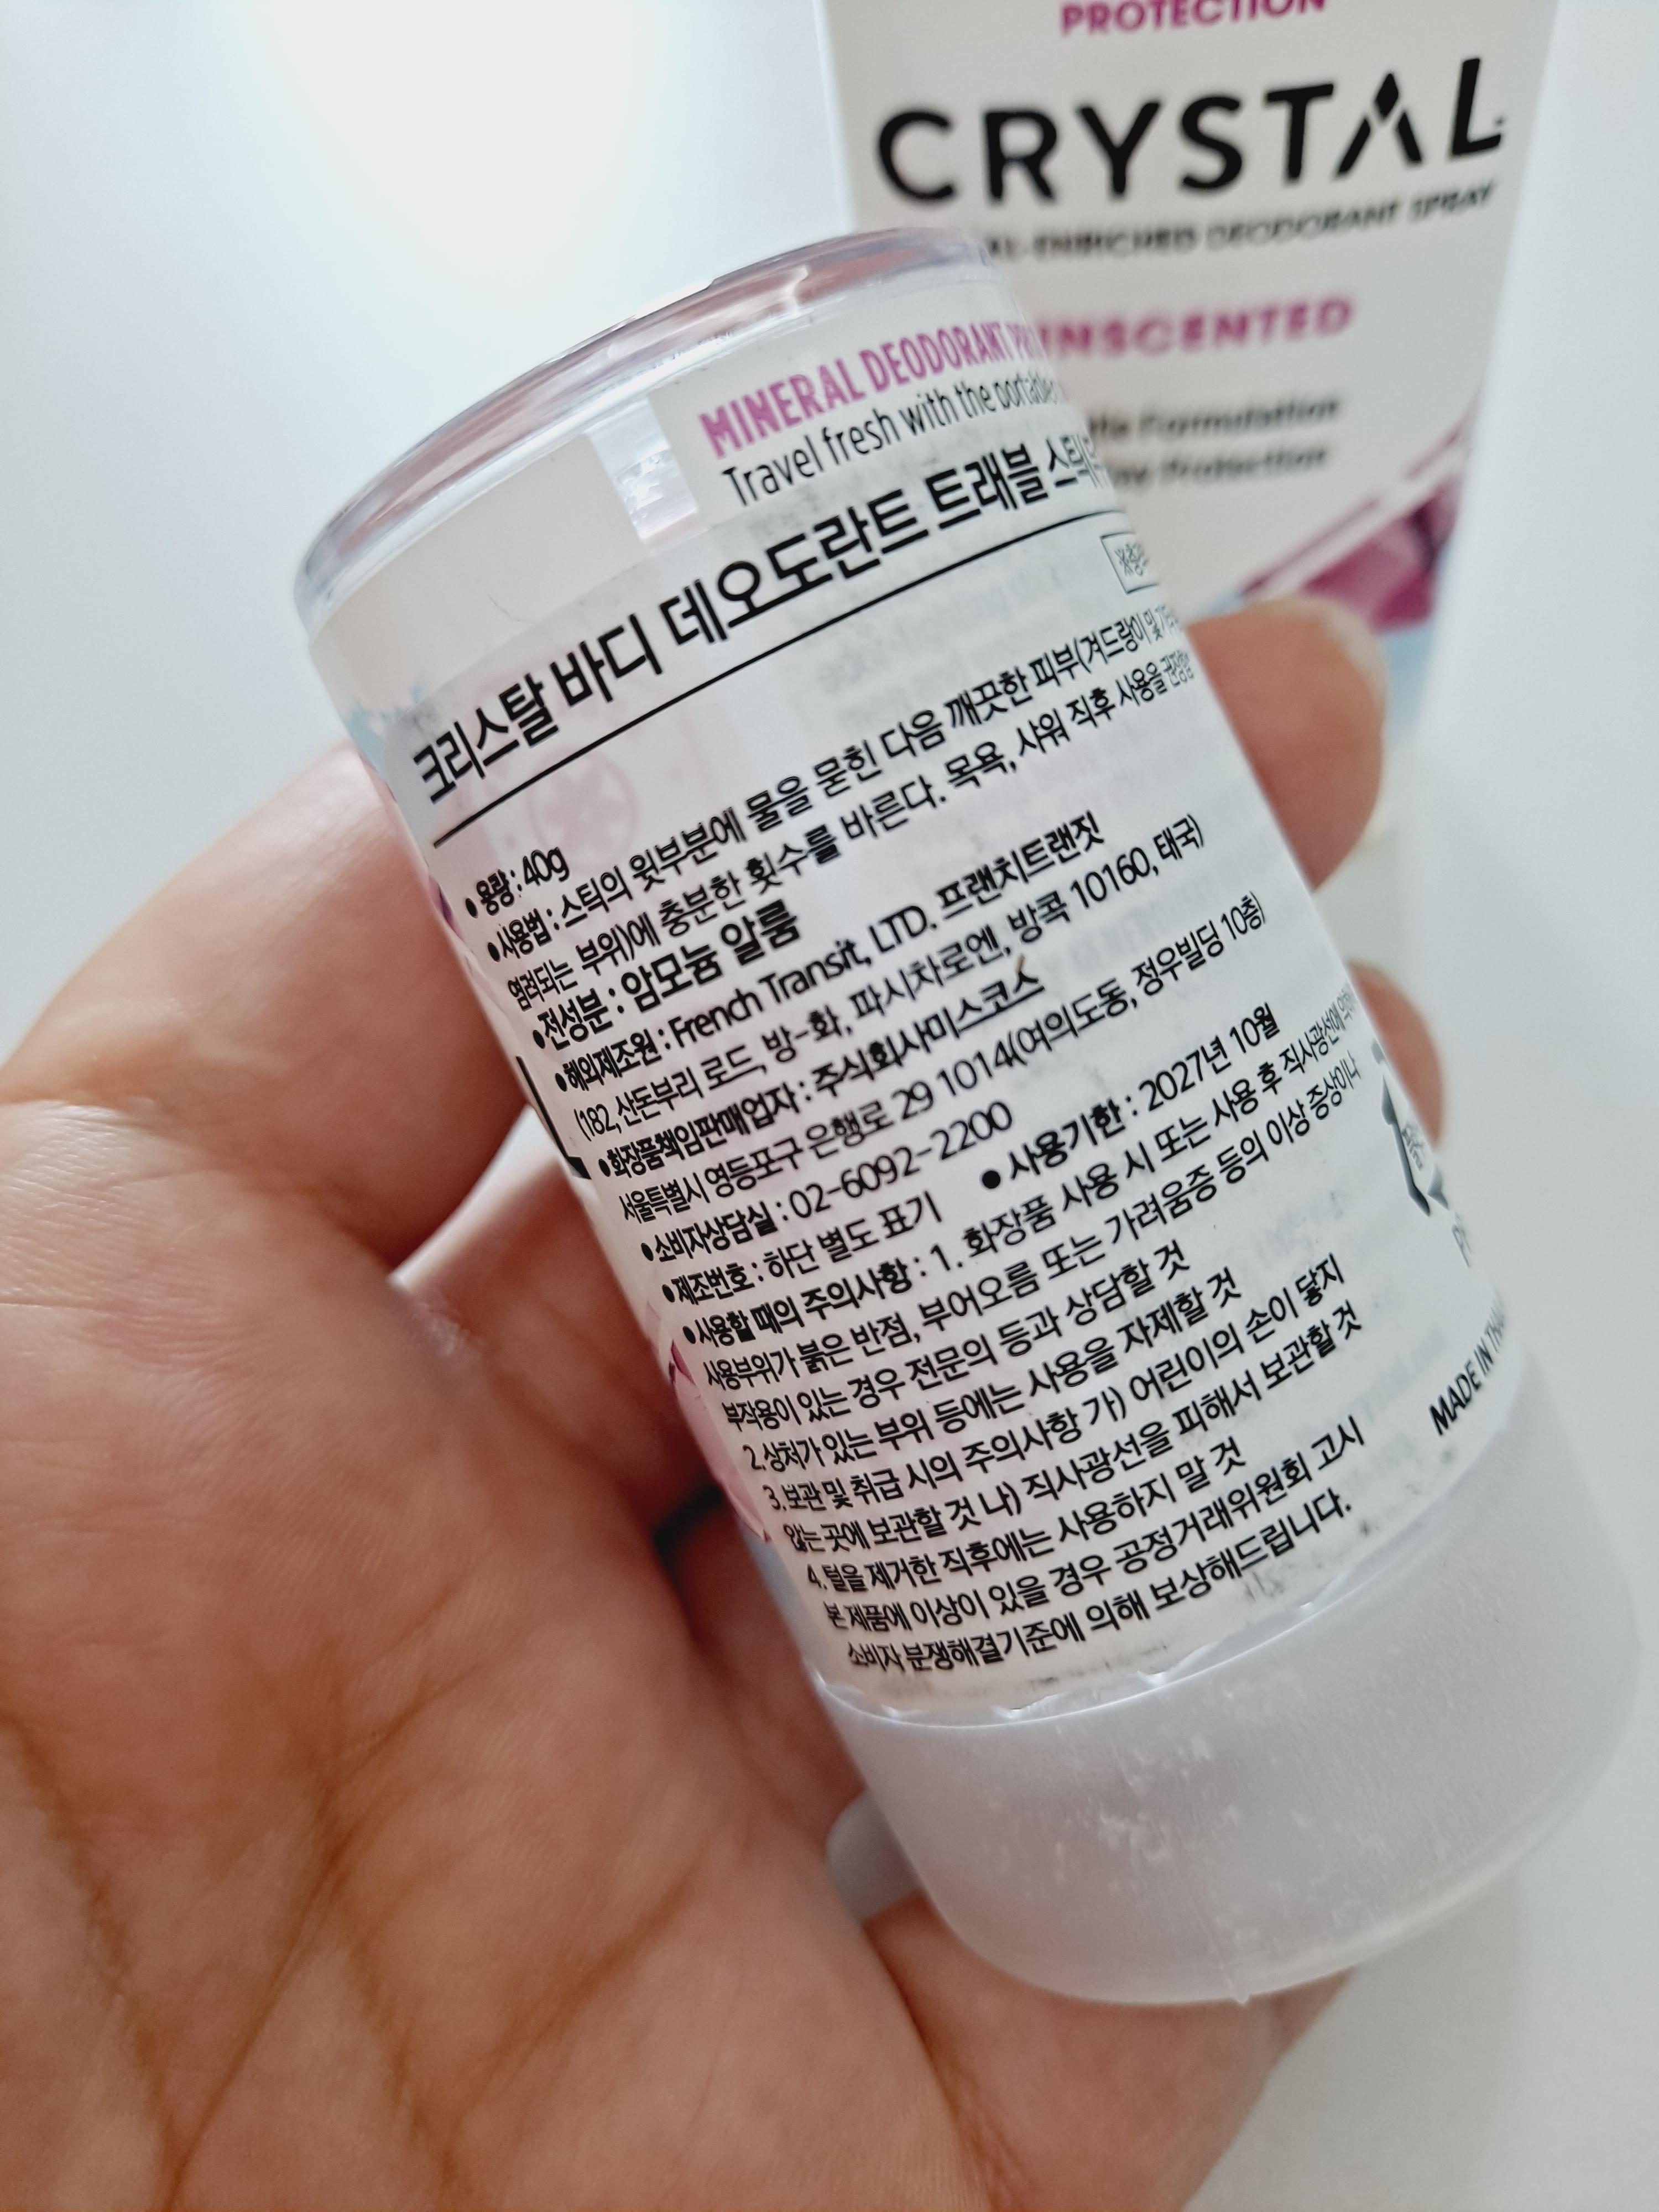 PROTECTION
CRYSTAL
-ENRICHED DEODORANT SPRAY
UNSCENTED
Formulation
Protection
MINERAL DEODORANT
Travel fresh with the portable
크리스탈 바디 데오도란트 트래블 스틱
• 용량 : 40g
• 사용법 : 스틱의 윗부분에 물을 묻힌 다음 깨끗한 피부(겨드랑이 및
염려되는 부위)에 충분한 횟수를 바른다. 목욕, 샤워 직후 사용을 권장함
• 전성분 : 암모늄 알룸
• 해외제조원 : French Transit, LTD. 프랜치트랜짓
(182, 산돈부리 로드, 방-화, 파시차로엔, 방콕 10160, 태국)
• 화장품책임판매업자 : 주식회사미스코스
서울특별시 영등포구 은행로 29 1014(여의도동, 정우빌딩 10층)
• 소비자상담실 : 02-6092-2200
• 제조번호 : 하단 별도 표기 • 사용기한 : 2027년 10월
• 사용할 때의 주의사항 : 1. 화장품 사용 시 또는 사용 후 직사광선에 의하여
사용부위가 붉은 반점, 부어오름 또는 가려움증 등의 이상 증상이나
부작용이 있는 경우 전문의 등과 상담할 것
2. 상처가 있는 부위 등에는 사용을 자제할 것
3. 보관 및 취급 시의 주의사항 가) 어린이의 손이 닿지
않는 곳에 보관할 것 나) 직사광선을 피해서 보관할 것
4. 털을 제거한 직후에는 사용하지 말 것
본 제품에 이상이 있을 경우 공정거래위원회 고시
소비자 분쟁해결기준에 의해 보상해드립니다.
MADE IN
L